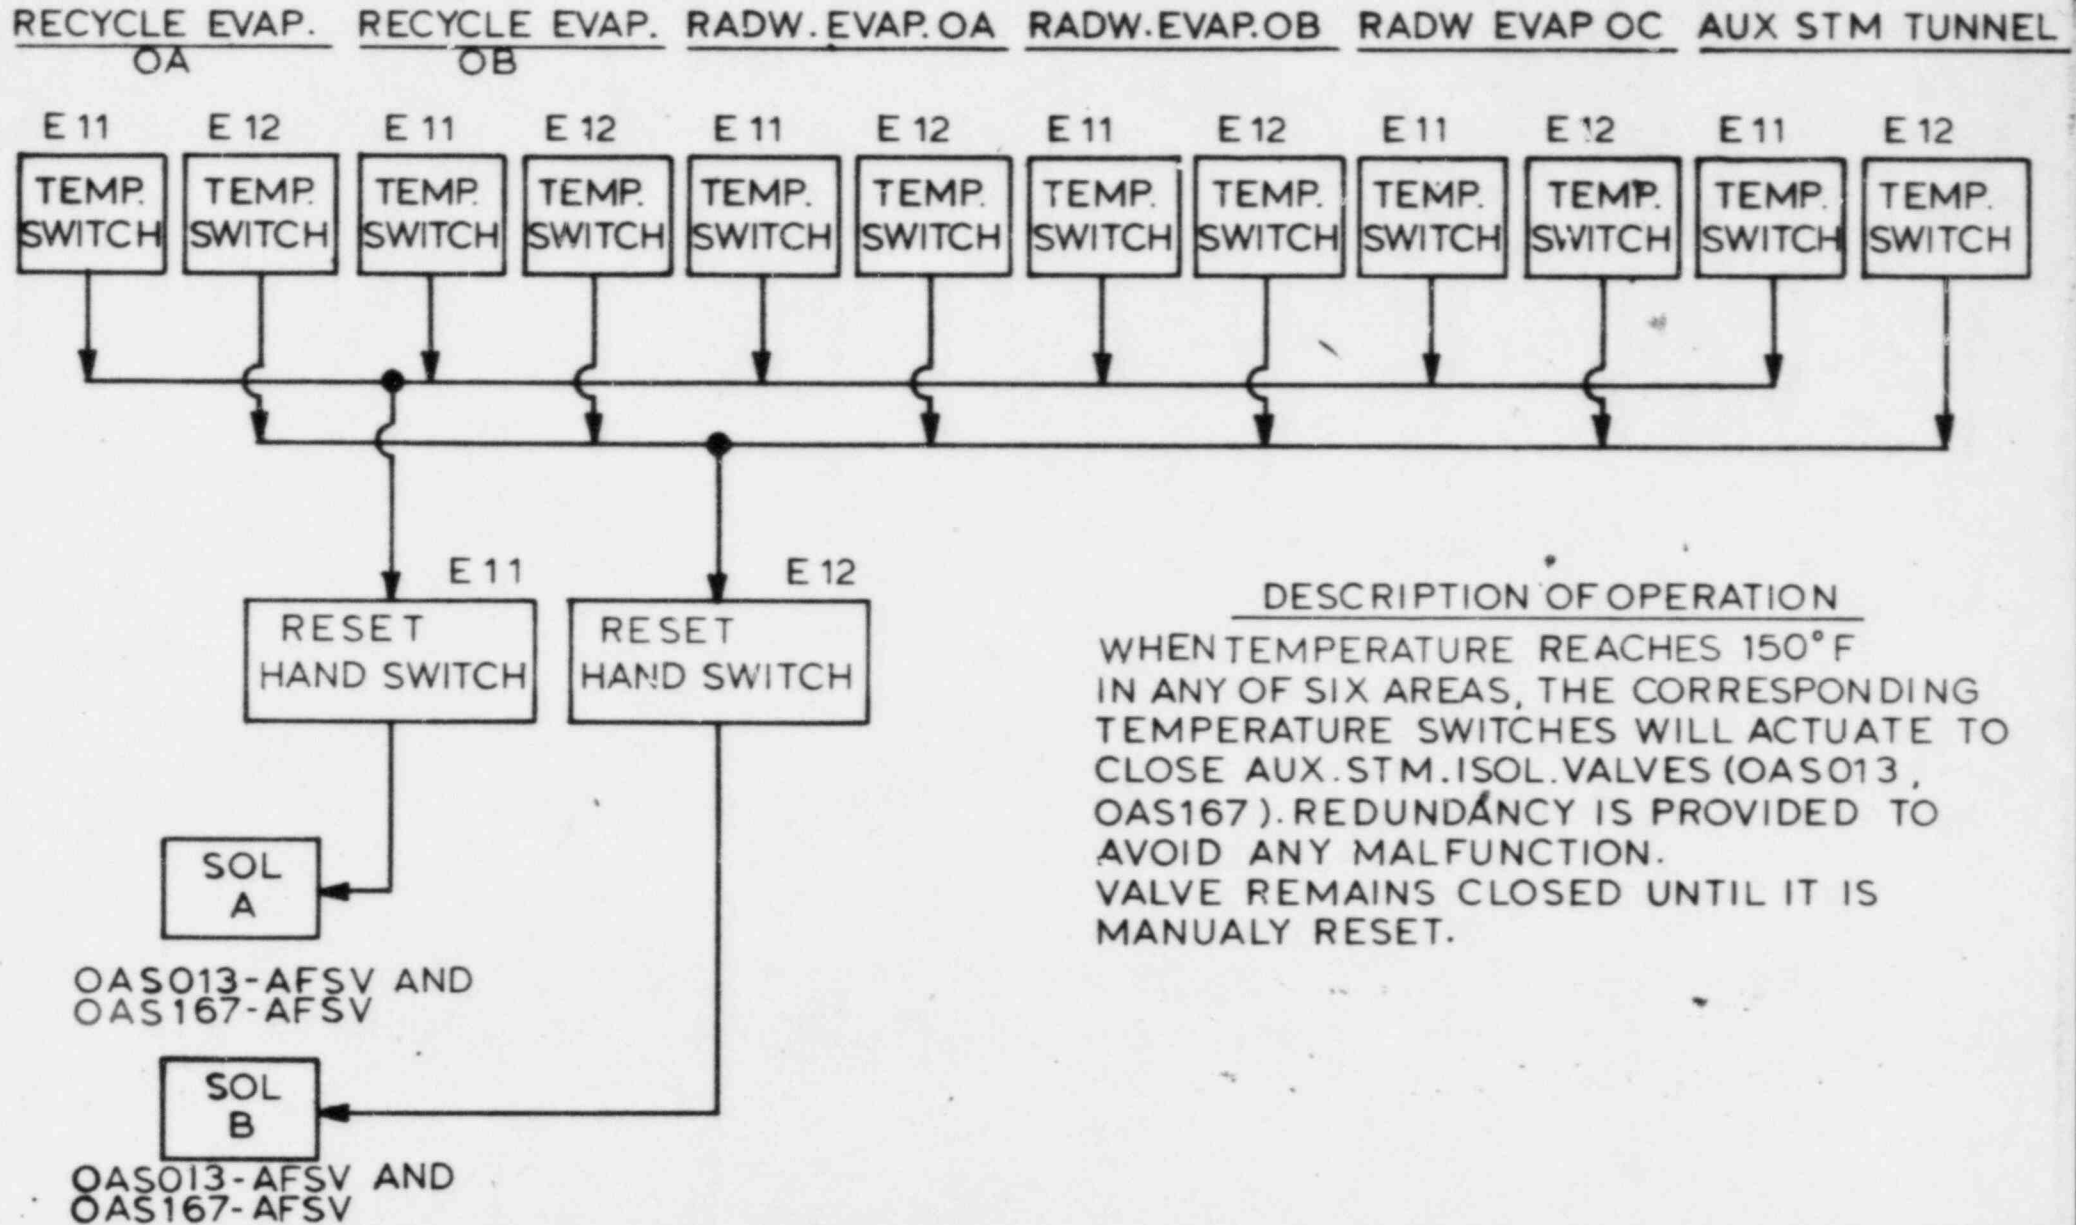 RECYCLE EVAP. RECYCLE EVAP. RADW. EVAP. OA RADW. EVAP. OB RADW EVAP OC AUX STM TUNNEL
OA OB
E 11 E 12 E 11 E 12 E 11 E 12 E 11 E 12 E 11 E 12 E 11 E 12
TEMP. TEMP. TEMP. TEMP. TEMP. TEMP. TEMP. TEMP. TEMP. TEMP. TEMP. TEMP.
SWITCH SWITCH SWITCH SWITCH SWITCH SWITCH SWITCH SWITCH SWITCH SWITCH SWITCH SWITCH
E 11 E 12
RESET RESET
HAND SWITCH HAND SWITCH
DESCRIPTION OF OPERATION
WHEN TEMPERATURE REACHES 150°F
IN ANY OF SIX AREAS, THE CORRESPONDING
TEMPERATURE SWITCHES WILL ACTUATE TO
CLOSE AUX.STM.ISOL.VALVES (OAS013,
OAS167). REDUNDANCY IS PROVIDED TO
AVOID ANY MALFUNCTION.
VALVE REMAINS CLOSED UNTIL IT IS
MANUALY RESET.
SOL
A
OAS013-AFSV AND
OAS167-AFSV
SOL
B
OAS013-AFSV AND
OAS167-AFSV